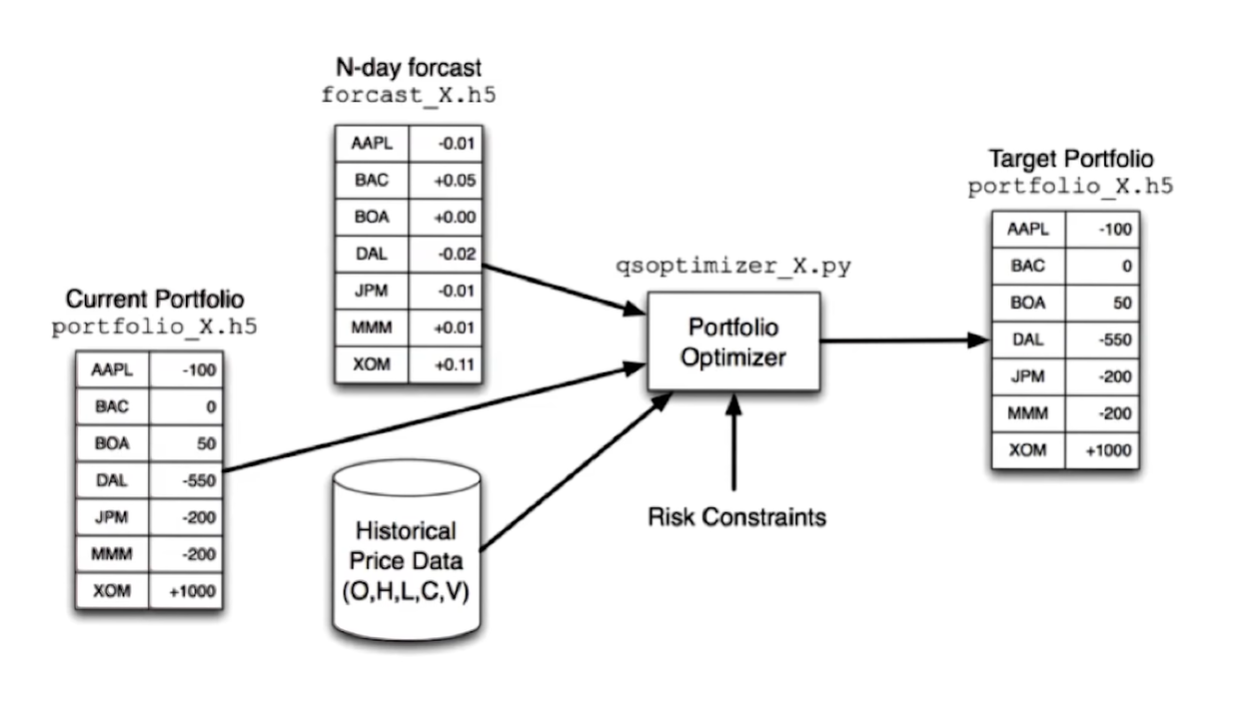 N-day forcast
forcast_X.h5
AAPL -0.01
BAC +0.05
BOA +0.00
DAL -0.02
JPM -0.01
MMM +0.01
XOM +0.11
Current Portfolio
portfolio_X.h5
AAPL -100
BAC 0
BOA 50
DAL -550
JPM -200
MMM -200
XOM +1000
Historical
Price Data
(O,H,L,C,V)
qsoptimizer_X.py
Portfolio
Optimizer
Risk Constraints
Target Portfolio
portfolio_X.h5
AAPL -100
BAC 0
BOA 50
DAL -550
JPM -200
MMM -200
XOM +1000